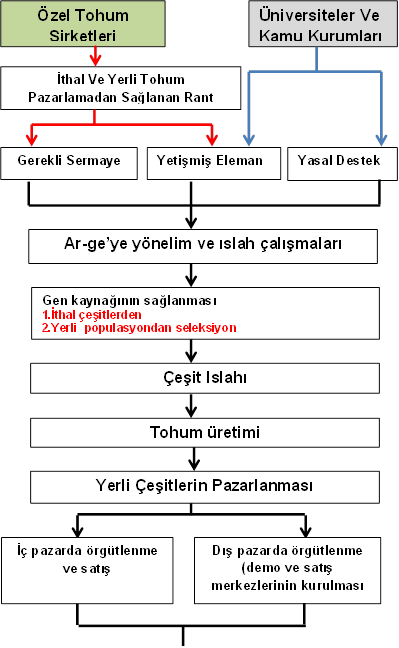 Özel Tohum
Sirketleri
Üniversiteler Ve
Kamu Kurumları
İthal Ve Yerli Tohum
Pazarlamadan Sağlanan Rant
Gerekli Sermaye
Yetişmiş Eleman
Yasal Destek
Ar-ge’ye yönelim ve ıslah çalışmaları
Gen kaynağının sağlanması
1.İthal çeşitlerden
2.Yerli populasyondan seleksiyon
Çeşit Islahı
Tohum üretimi
Yerli Çeşitlerin Pazarlanması
İç pazarda örgütlenme
ve satış
Dış pazarda örgütlenme
(demo ve satış
merkezlerinin kurulması